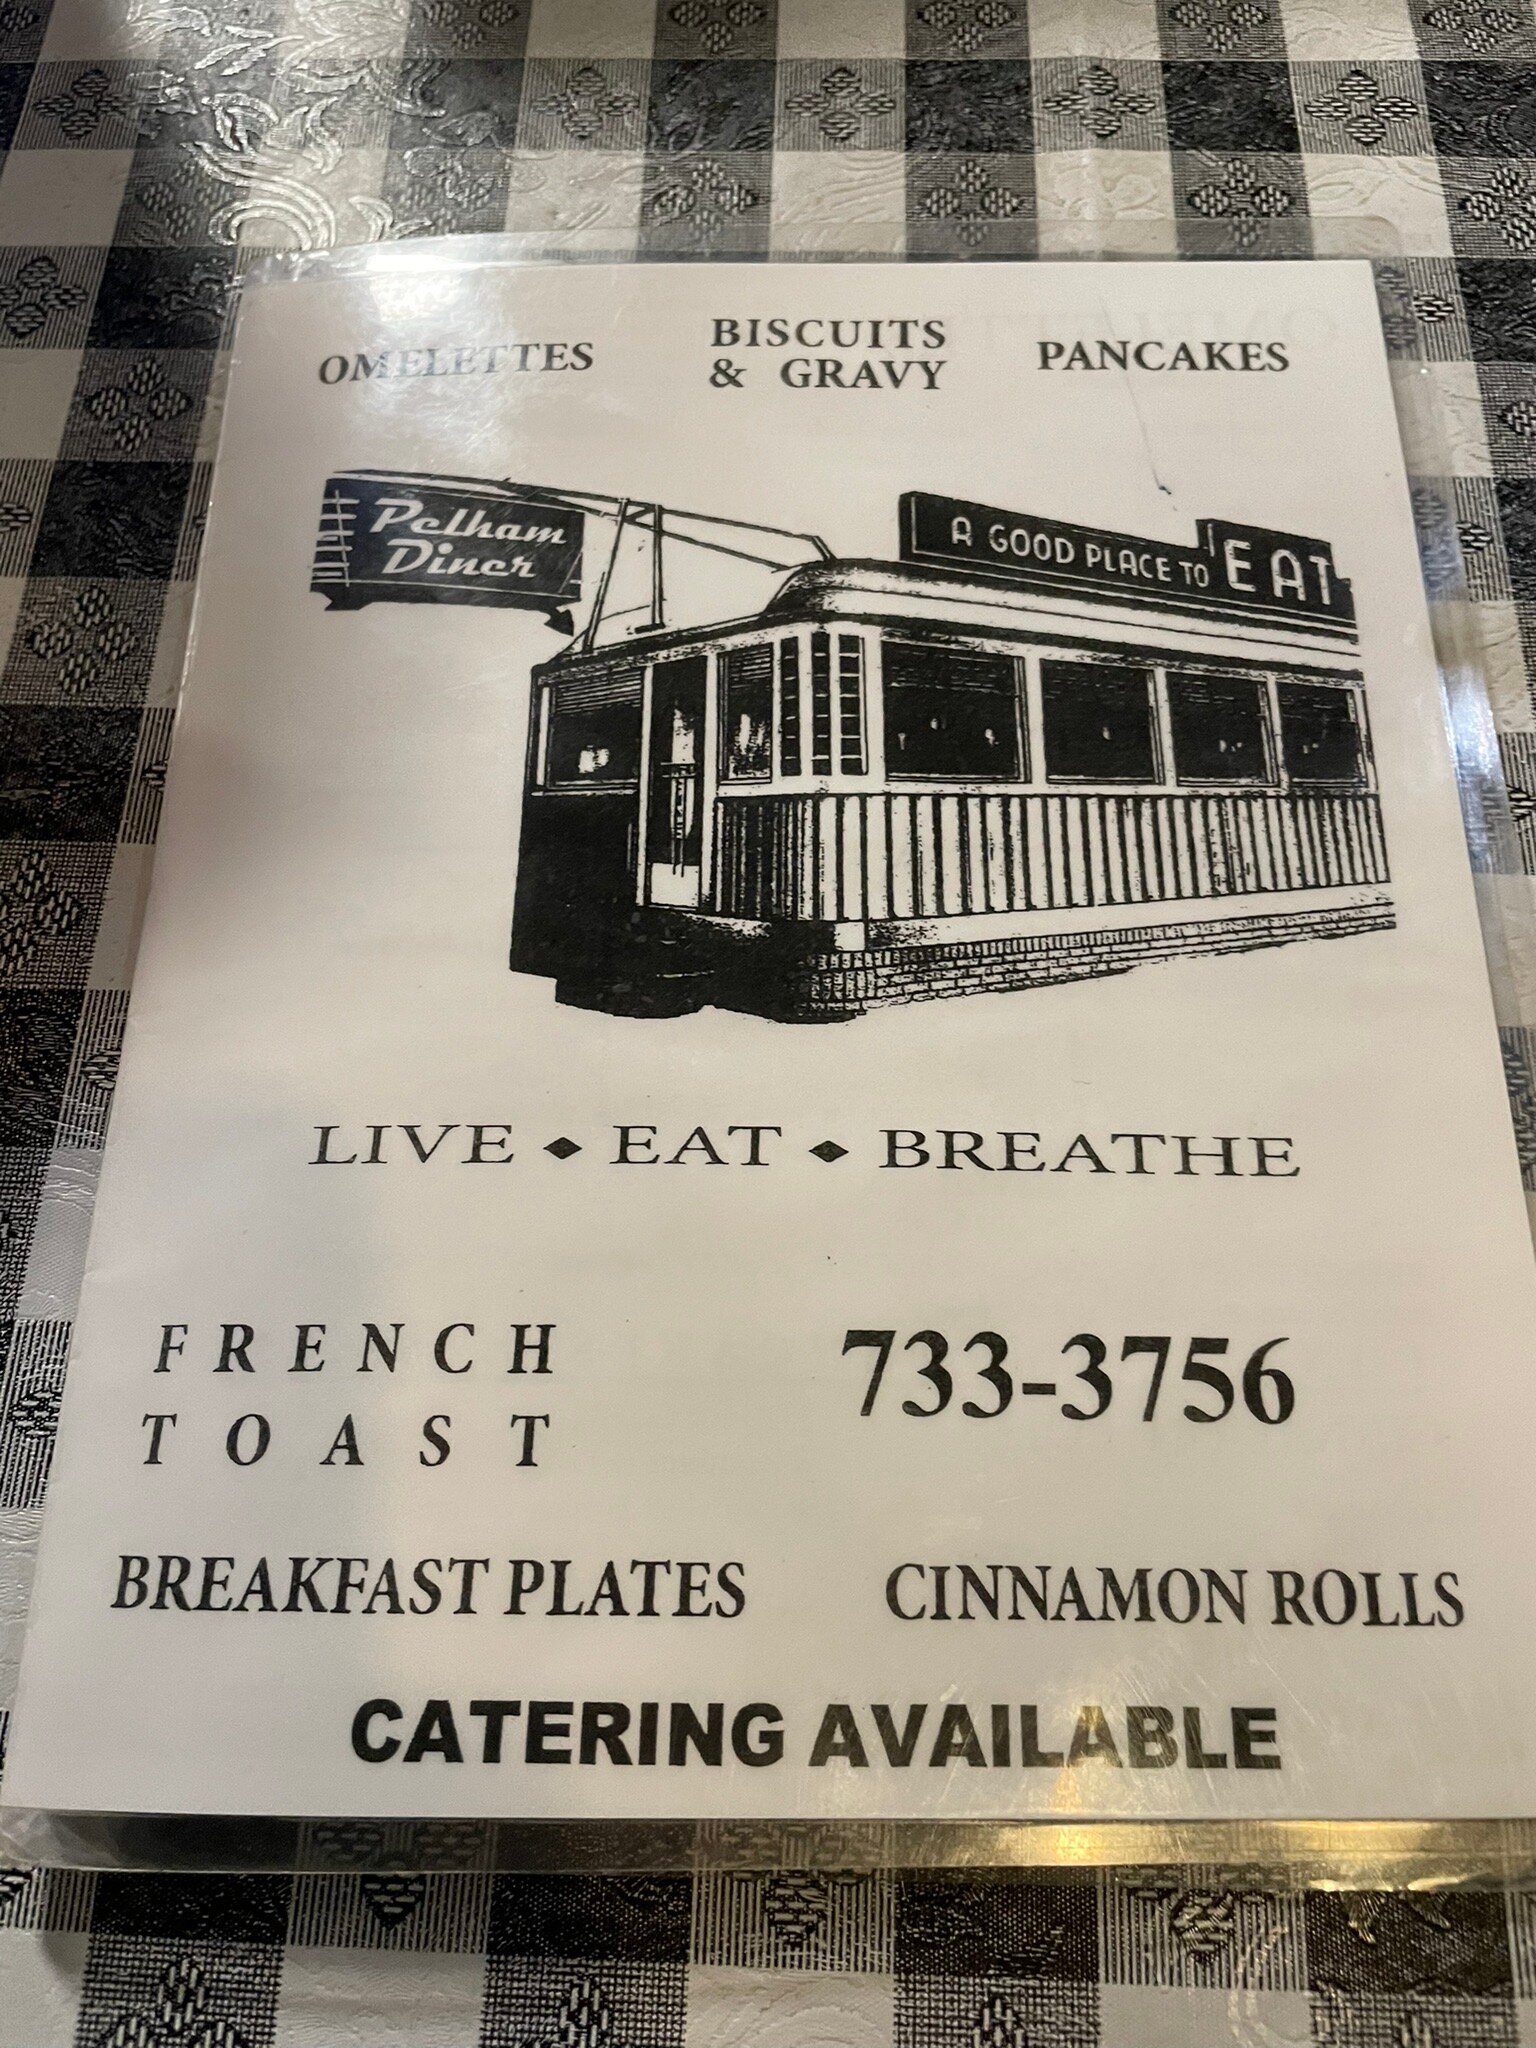 OMELETTES
BISCUITS
& GRAVY
PANCAKES
Pelham
Diner
A GOOD PLACE TO EAT
LIVE ◆ EAT ◆ BREATHE
FRENCH
TOAST
733-3756
BREAKFAST PLATES
CINNAMON ROLLS
CATERING AVAILABLE